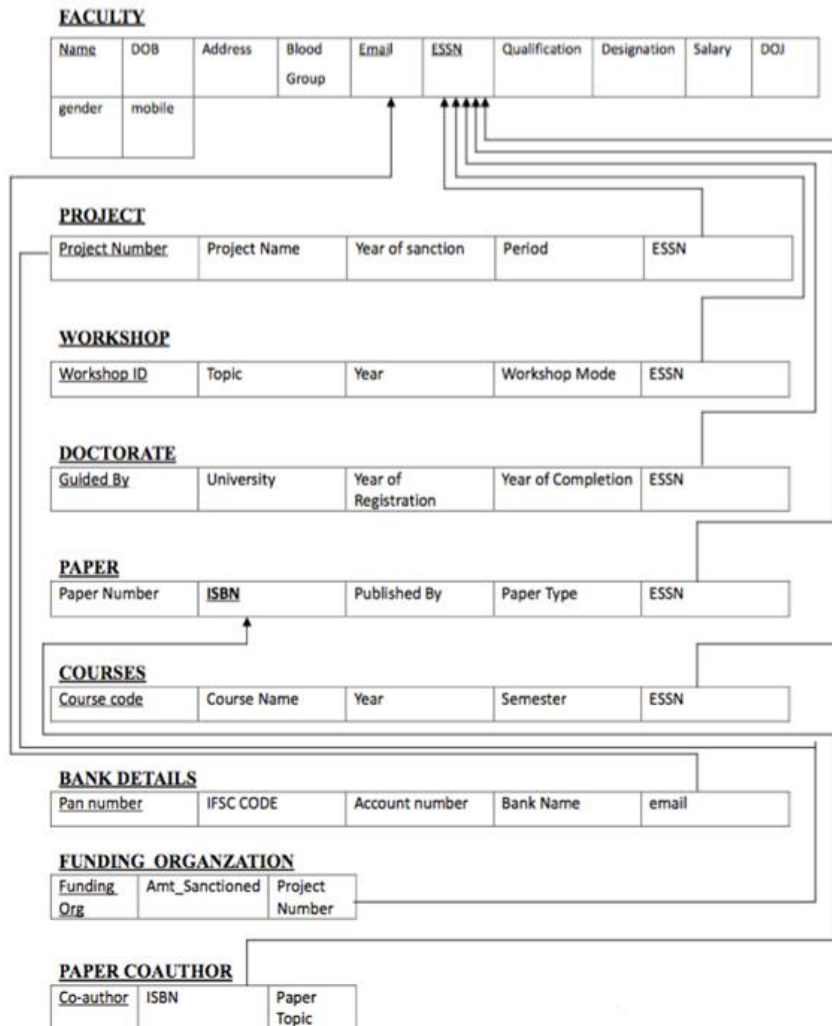 FACULTY
Name DOB Address Blood Group Email ESSN Qualification Designation Salary DOJ
gender mobile
PROJECT
Project Number Project Name Year of sanction Period ESSN
WORKSHOP
Workshop ID Topic Year Workshop Mode ESSN
DOCTORATE
Guided By University Year of Registration Year of Completion ESSN
PAPER
Paper Number ISBN Published By Paper Type ESSN
COURSES
Course code Course Name Year Semester ESSN
BANK DETAILS
Pan number IFSC CODE Account number Bank Name email
FUNDING ORGANZATION
Funding Org Amt_Sanctioned Project Number
PAPER COAUTHOR
Co-author ISBN Paper Topic